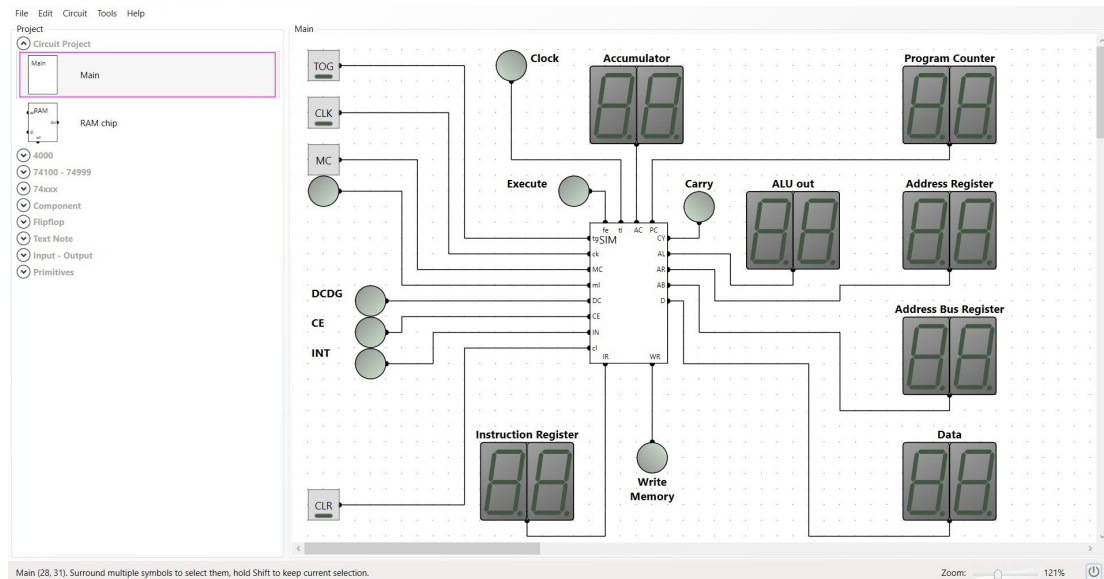 File Edit Circuit Tools Help
Project
Circuit Project
Main
Main
RAM
RAM chip
4000
74100 - 74999
74xxx
Component
Flipflop
Text Note
Input - Output
Primitives
Main
TOG
CLK
MC
Clock
Accumulator
Program Counter
Execute
Carry
ALU out
Address Register
fe tl AC PC
tg SIM CY
ck AL
MC AR
ml AB
DC D
CE
IN
cl
IR WR
DCDG
CE
INT
Address Bus Register
Instruction Register
Data
Write
Memory
CLR
Main (28, 31). Surround multiple symbols to select them, hold Shift to keep current selection.
Zoom: 121%